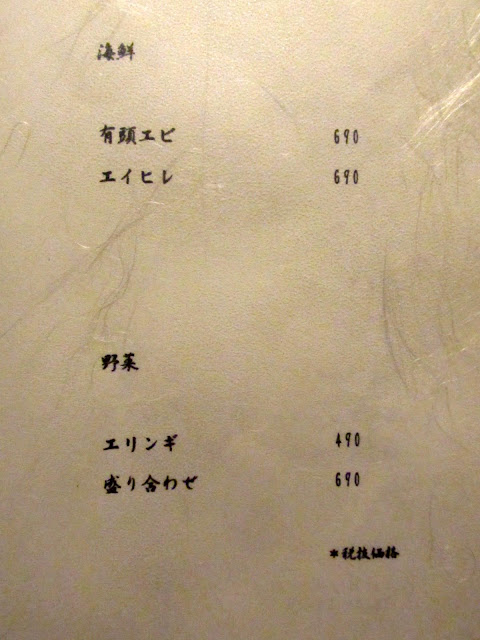 海鮮
有頭エビ 690
エイヒレ 690
野菜
エリンギ 490
盛り合わせ 690
*税抜価格